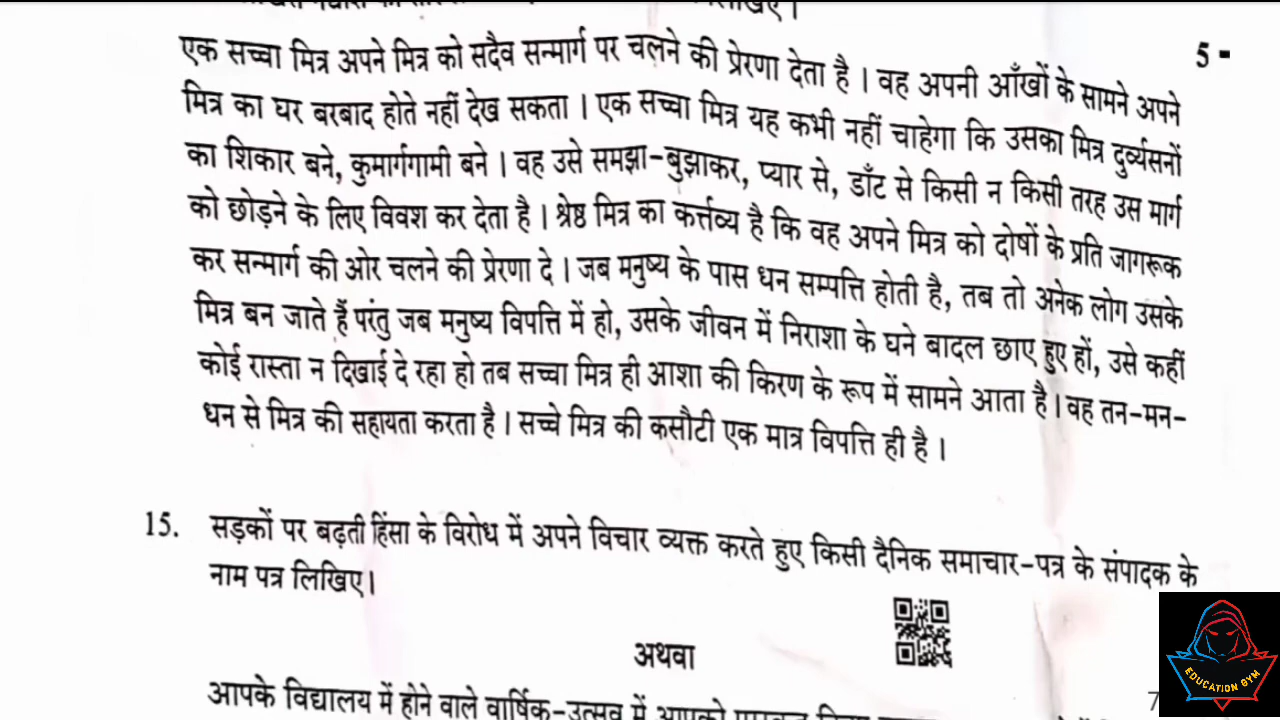 5 -
एक सच्चा मित्र अपने मित्र को सदैव सन्मार्ग पर चलने की प्रेरणा देता है । वह अपनी आँखों के सामने अपने
मित्र का घर बरबाद होते नहीं देख सकता । एक सच्चा मित्र यह कभी नहीं चाहेगा कि उसका मित्र दुर्व्यसनों
का शिकार बने, कुमार्गगामी बने । वह उसे समझा-बुझाकर, प्यार से, डाँट से किसी न किसी तरह उस मार्ग
को छोड़ने के लिए विवश कर देता है । श्रेष्ठ मित्र का कर्त्तव्य है कि वह अपने मित्र को दोषों के प्रति जागरूक
कर सन्मार्ग की ओर चलने की प्रेरणा दे । जब मनुष्य के पास धन सम्पत्ति होती है, तब तो अनेक लोग उसके
मित्र बन जाते हैं परंतु जब मनुष्य विपत्ति में हो, उसके जीवन में निराशा के घने बादल छाए हुए हों, उसे कहीं
कोई रास्ता न दिखाई दे रहा हो तब सच्चा मित्र ही आशा की किरण के रूप में सामने आता है । वह तन-मन-
धन से मित्र की सहायता करता है । सच्चे मित्र की कसौटी एक मात्र विपत्ति ही है ।
15. सड़कों पर बढ़ती हिंसा के विरोध में अपने विचार व्यक्त करते हुए किसी दैनिक समाचार-पत्र के संपादक के
नाम पत्र लिखिए।
अथवा
आपके विद्यालय में होने वाले वार्षिक-उत्सव में आपको
7
EDUCATION GYM